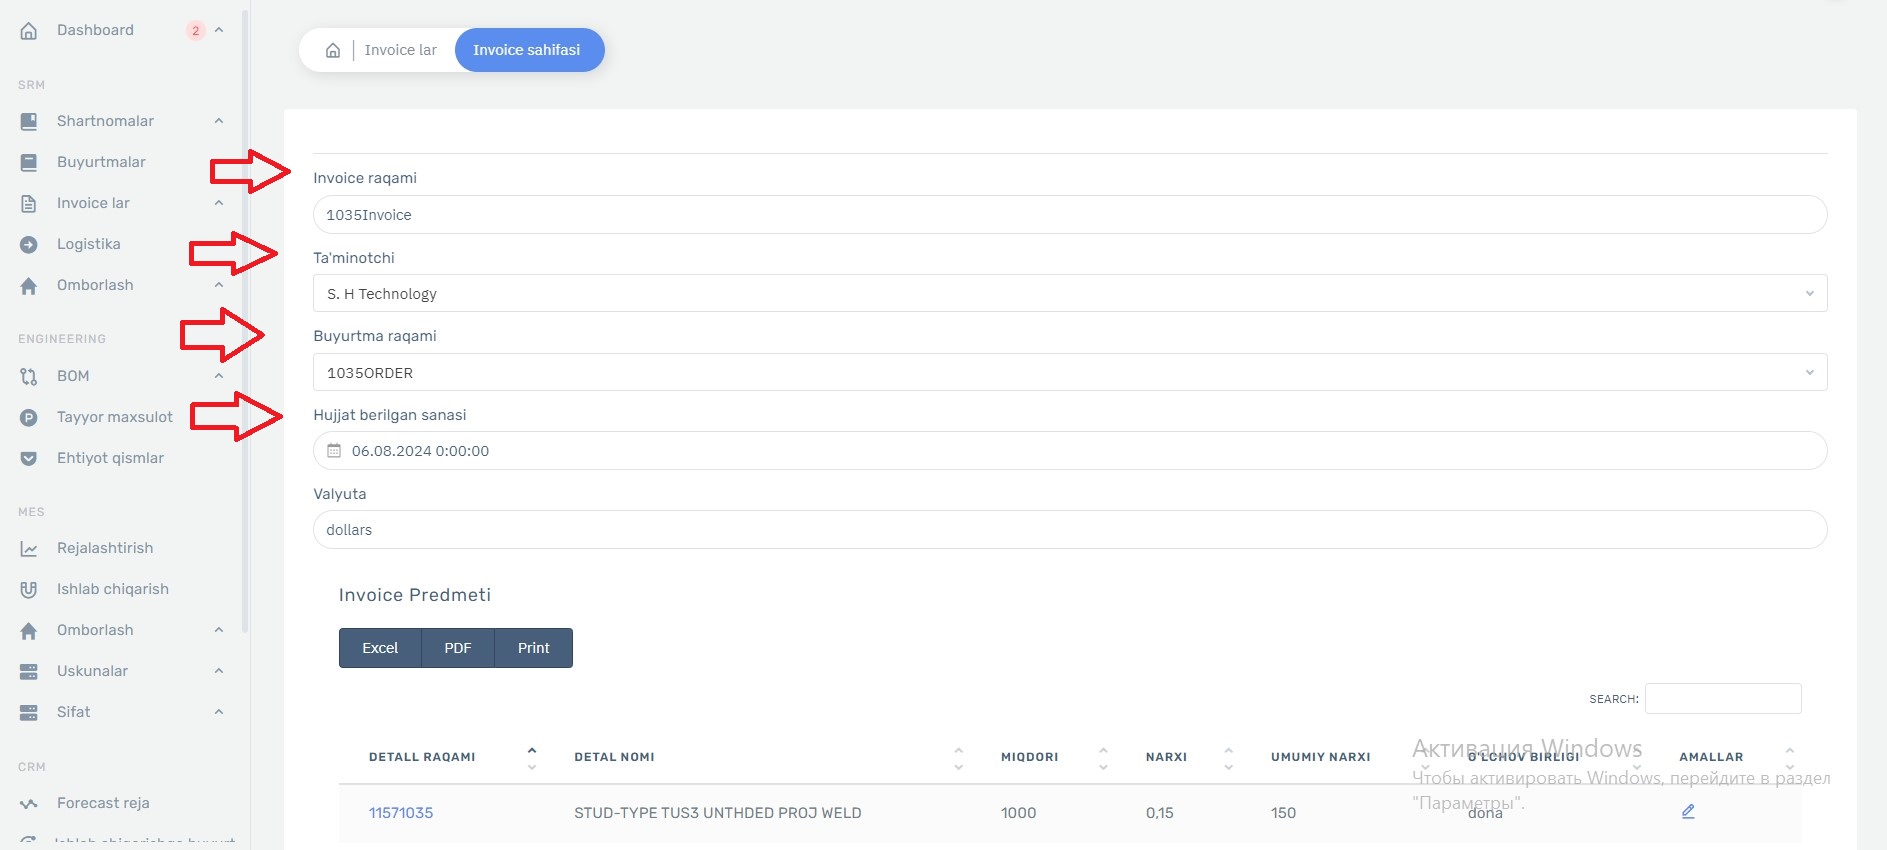 Dashboard 2
SRM
Shartnomalar
Buyurtmalar
Invoice lar
Logistika
Omborlash
ENGINEERING
BOM
Tayyor maxsulot
Ehtiyot qismlar
MES
Rejalashtirish
Ishlab chiqarish
Omborlash
Uskunalar
Sifat
CRM
Forecast reja
Invoice lar Invoice sahifasi
Invoice raqami
1035Invoice
Ta'minotchi
S. H Technology
Buyurtma raqami
1035ORDER
Hujjat berilgan sanasi
06.08.2024 0:00:00
Valyuta
dollars
Invoice Predmeti
Excel PDF Print
SEARCH:
DETALL RAQAMI DETAL NOMI MIQDORI NARXI UMUMIY NARXI O'LCHOV BIRLIGI AMALLAR
11571035 STUD-TYPE TUS3 UNTHDED PROJ WELD 1000 0,15 150 dona
Активация Windows
Чтобы активировать Windows, перейдите в раздел
"Параметры".